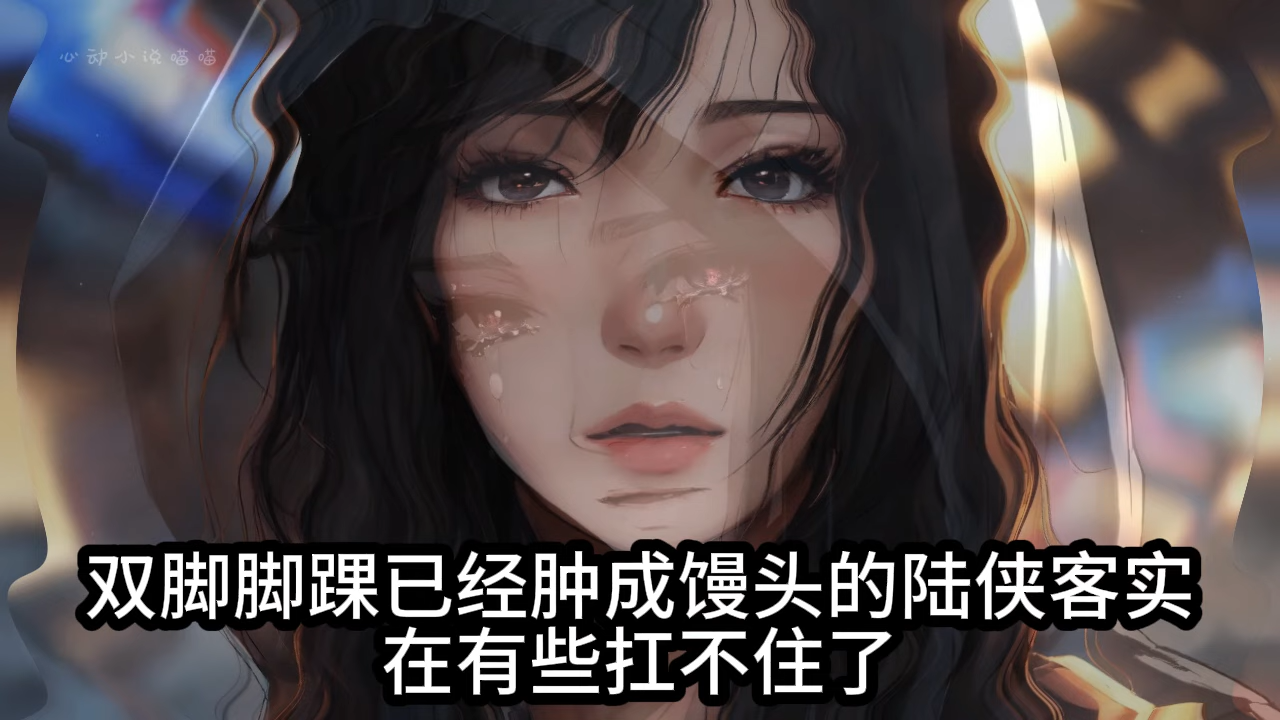 心动小说喵喵
双脚脚踝已经肿成馒头的陆侠客实
在有些扛不住了